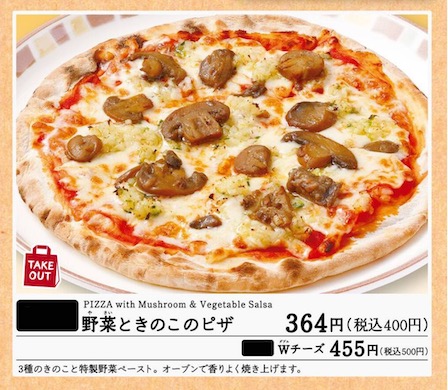 TAKE
OUT
PIZZA with Mushroom & Vegetable Salsa
野菜ときのこのピザ 364円(税込400円)
Wチーズ 455円(税込500円)
3種のきのこと特製野菜ペースト。オーブンで香りよく焼き上げます。